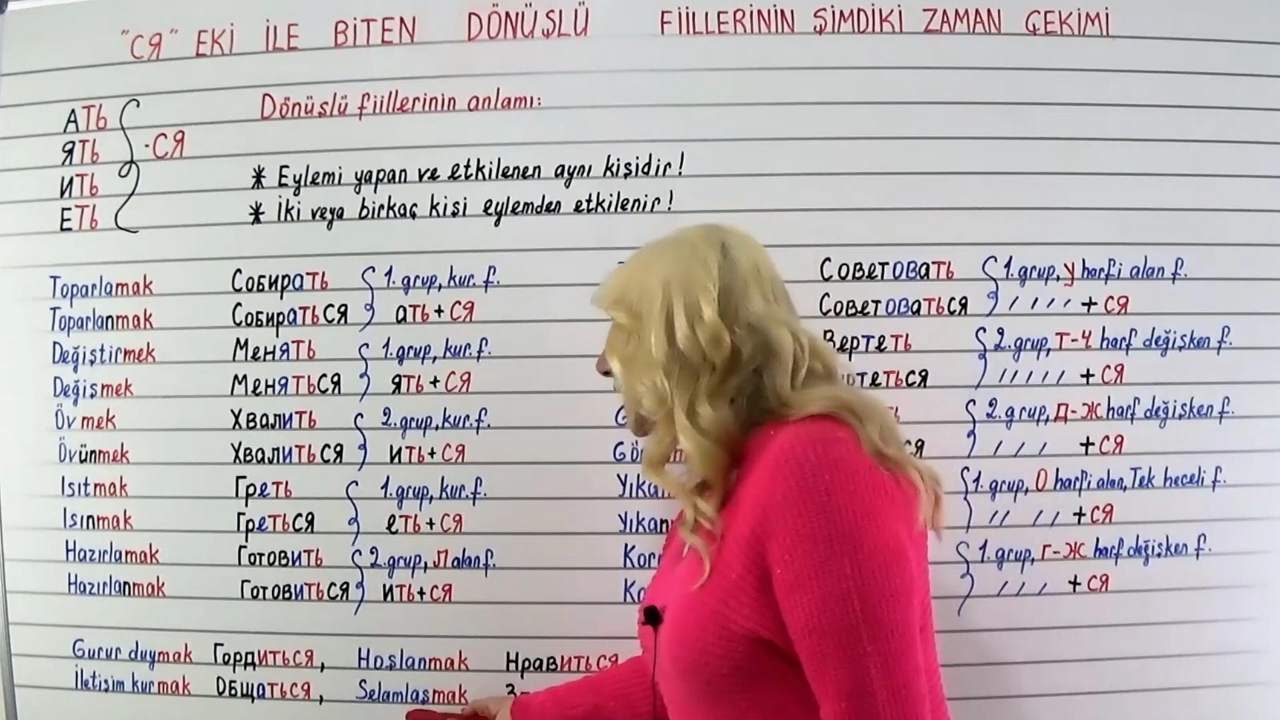 "СЯ" EKİ İLE BİTEN DÖNÜŞLÜ FİİLLERİNİN ŞİMDİKİ ZAMAN ÇEKİMİ
АТЬ
ЯТЬ
ИТЬ
ЕТЬ
-СЯ
Dönüşlü fiillerinin anlamı:
* Eylemi yapan ve etkilenen aynı kişidir!
* İki veya birkaç kişi eylemden etkilenir!
Toparlamak Собирать 1. grup, kur. f.
Toparlanmak Собираться ать + ся
Değiştirmek Менять 1. grup, kur. f.
Değişmek Меняться ять + ся
Övmek Хвалить 2. grup, kur. f.
Övünmek Хвалиться ить + ся
Isıtmak Греть 1. grup, kur. f.
Isınmak Греться еть + ся
Hazırlamak Готовить 2. grup, Л alan f.
Hazırlanmak Готовиться ить + ся
Советовать 1. grup, у harfi alan f.
Советоваться ' ' ' ' + ся
Вертеть 2. grup, Т-Ч harf değişken f.
' ' ' ' ' + ся
2. grup, Д-Ж harf değişken f.
' ' ' + ся
1. grup, О harfi alan, Tek heceli f.
' ' ' ' + ся
1. grup, Г-Ж harf değişken f.
' ' ' + ся
Gurur duymak Гордиться, Hoşlanmak Нравиться
İletişim kurmak Общаться, Selamlaşmak